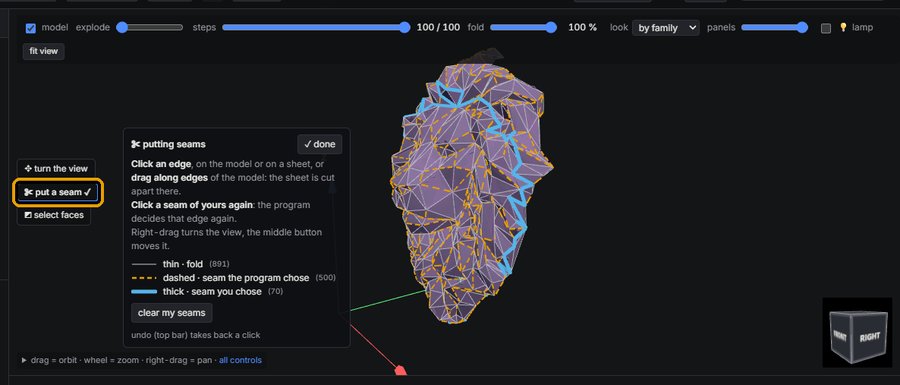 model explode steps 100 / 100 fold 100 % look by family panels 💡 lamp
fit view
✂ putting seams ✓ done
Click an edge, on the model or on a sheet, or
drag along edges of the model: the sheet is cut
apart there.
Click a seam of yours again: the program
decides that edge again.
Right-drag turns the view, the middle button
moves it.
thin · fold (891)
dashed · seam the program chose (500)
thick · seam you chose (70)
clear my seams
undo (top bar) takes back a click
✣ turn the view
✂ put a seam ✓
◩ select faces
▶ drag = orbit · wheel = zoom · right-drag = pan · all controls
RIGHT